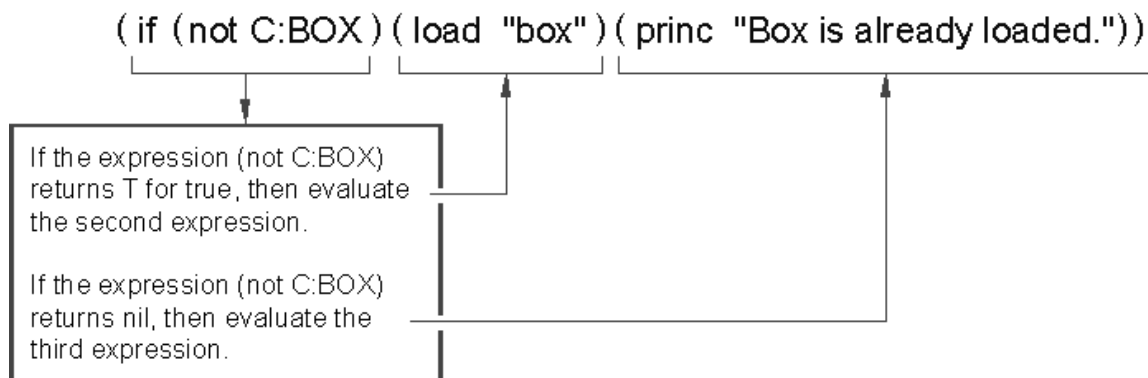 (if (not C:BOX)(load "box")(princ "Box is already loaded."))
If the expression (not C:BOX)
returns T for true, then evaluate
the second expression.
If the expression (not C:BOX)
returns nil, then evaluate the
third expression.